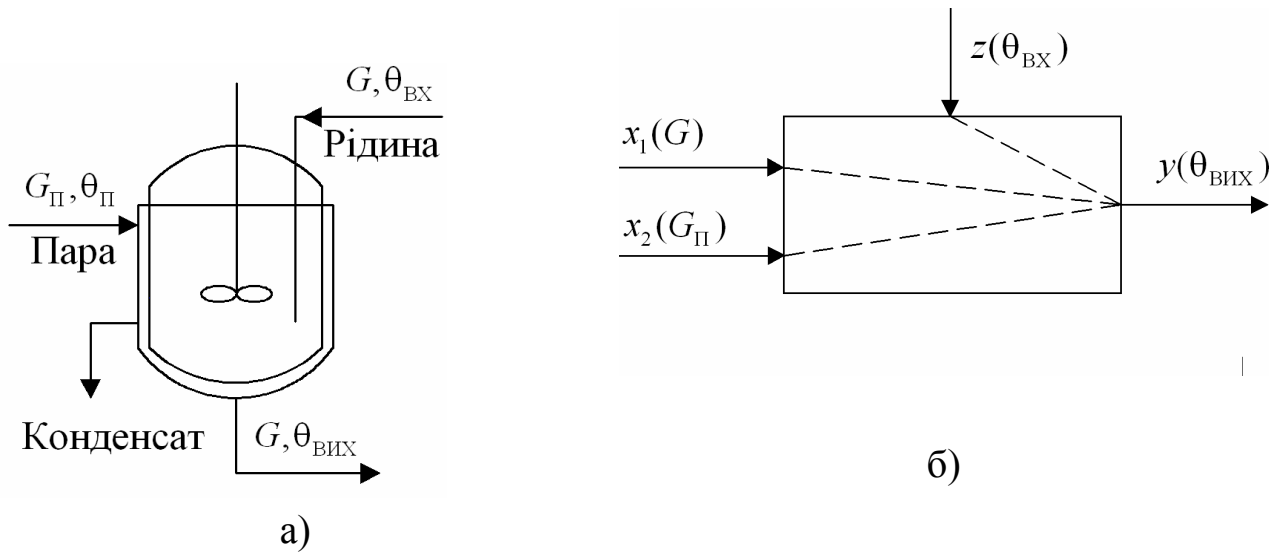 G, θВХ
Рідина
GП, θП
Пара
Конденсат
G, θВИХ
а)
z(θВХ)
x₁(G)
x₂(GП)
y(θВИХ)
б)